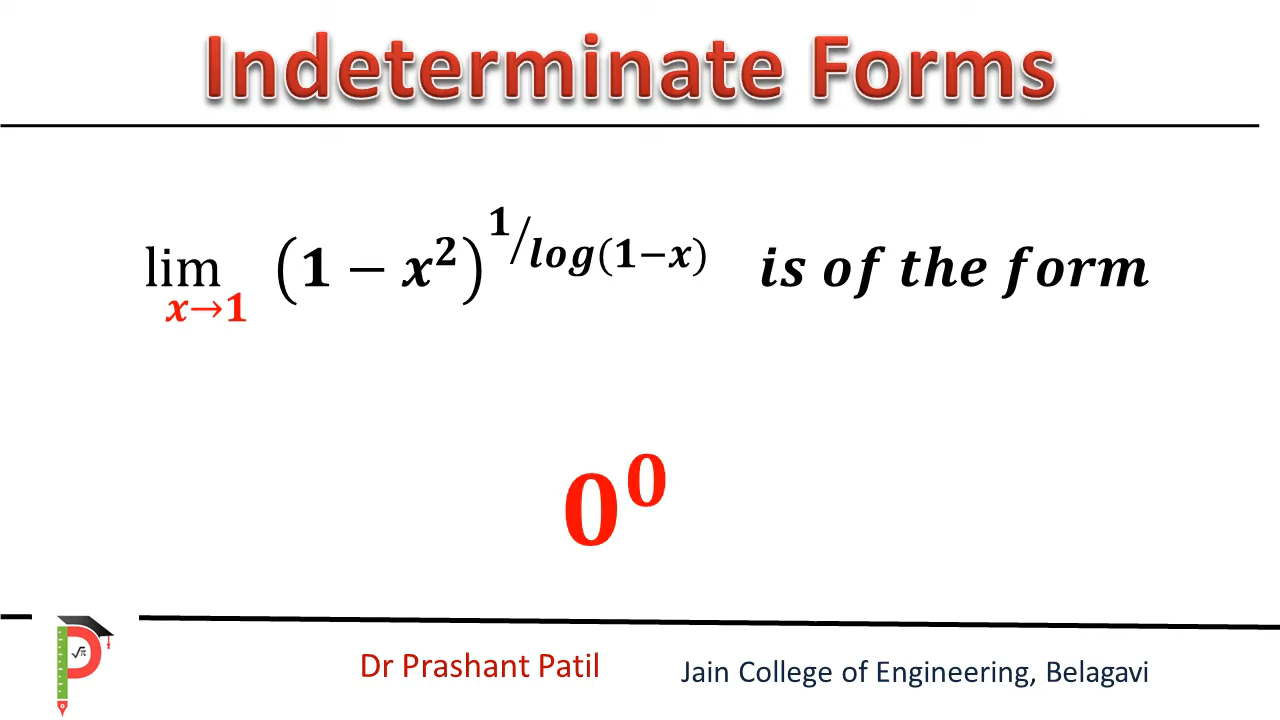 Indeterminate Forms
lim x→1 (1 − x²)^1/log(1−x) is of the form
0⁰
√π
Dr Prashant Patil
Jain College of Engineering, Belagavi